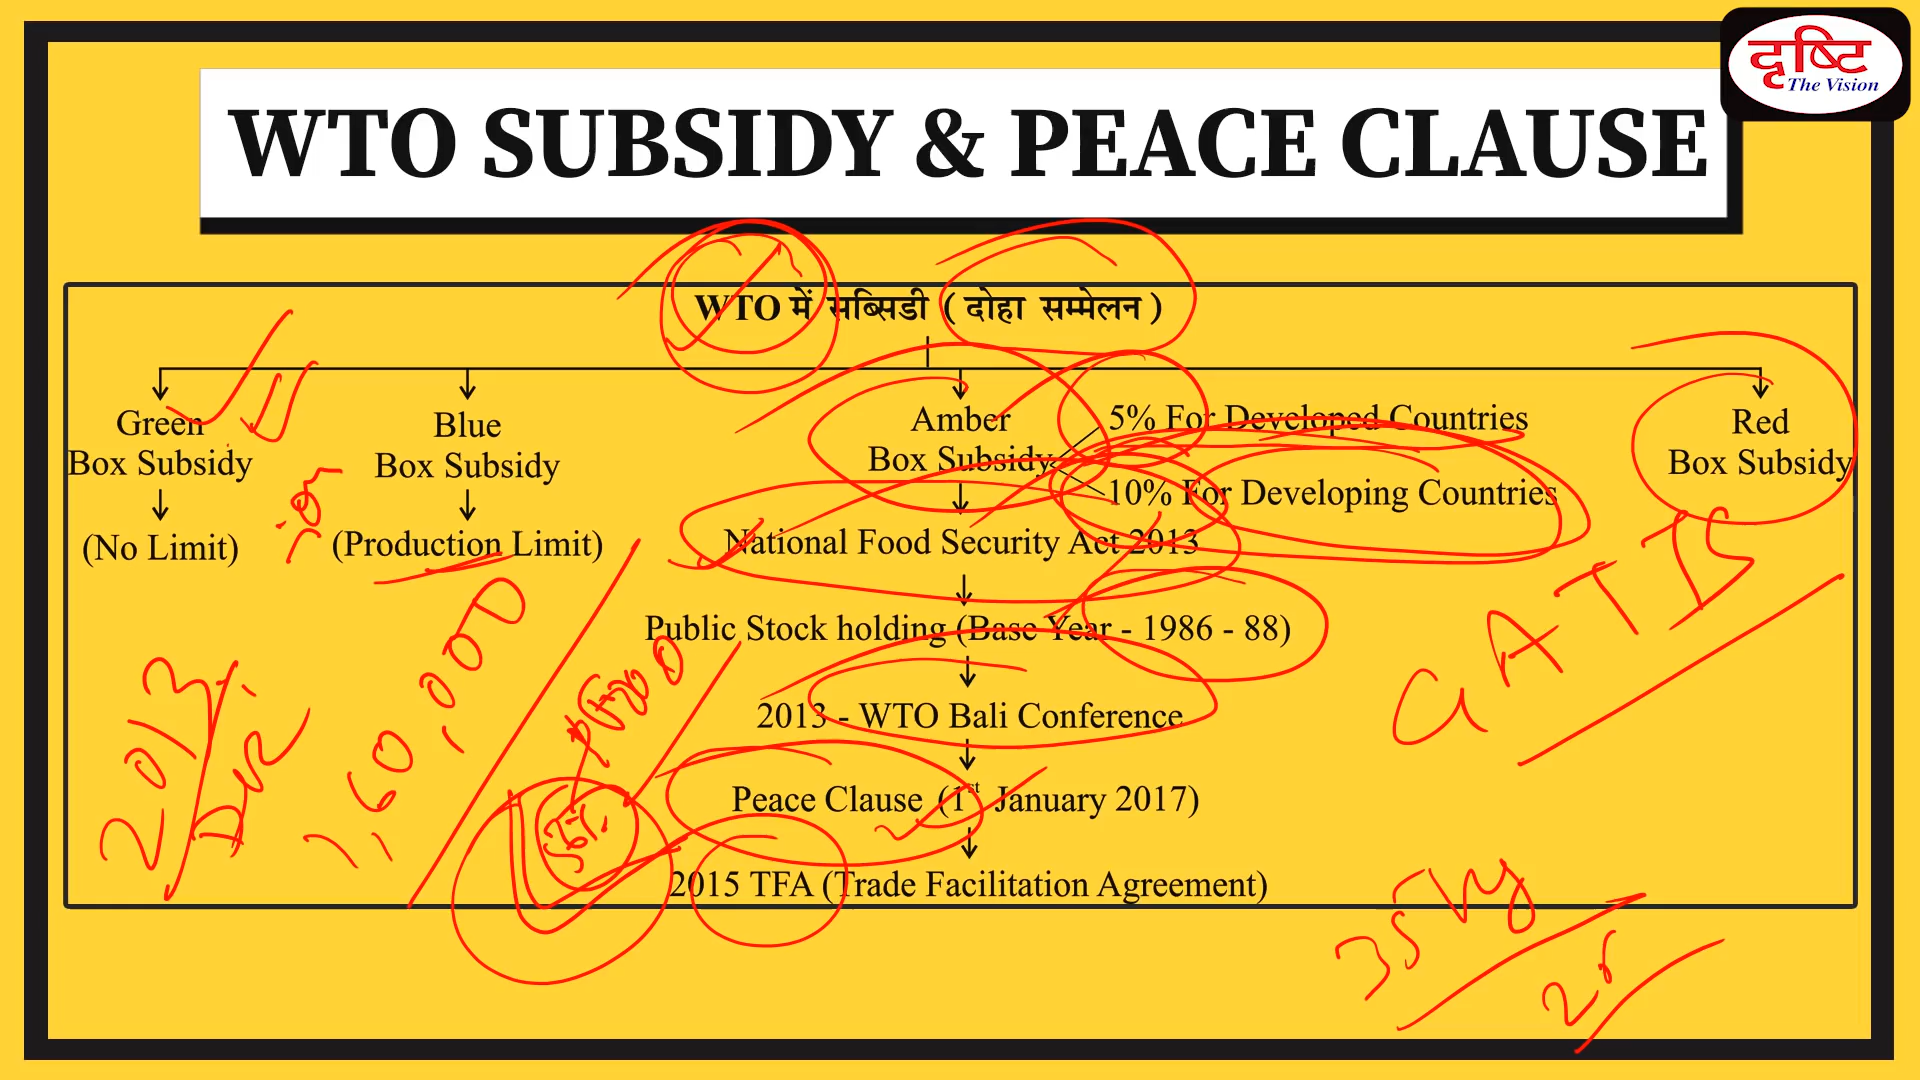 दृष्टि
The Vision
WTO SUBSIDY & PEACE CLAUSE
WTO में सब्सिडी ( दोहा सम्मेलन )
Green
Box Subsidy
(No Limit)
Blue
Box Subsidy
(Production Limit)
Amber
Box Subsidy
5% For Developed Countries
10% For Developing Countries
Red
Box Subsidy
National Food Security Act 2013
Public Stock holding (Base Year - 1986 - 88)
2013 - WTO Bali Conference
Peace Clause (1st January 2017)
2015 TFA (Trade Facilitation Agreement)
2013
1,60,000
35 kg